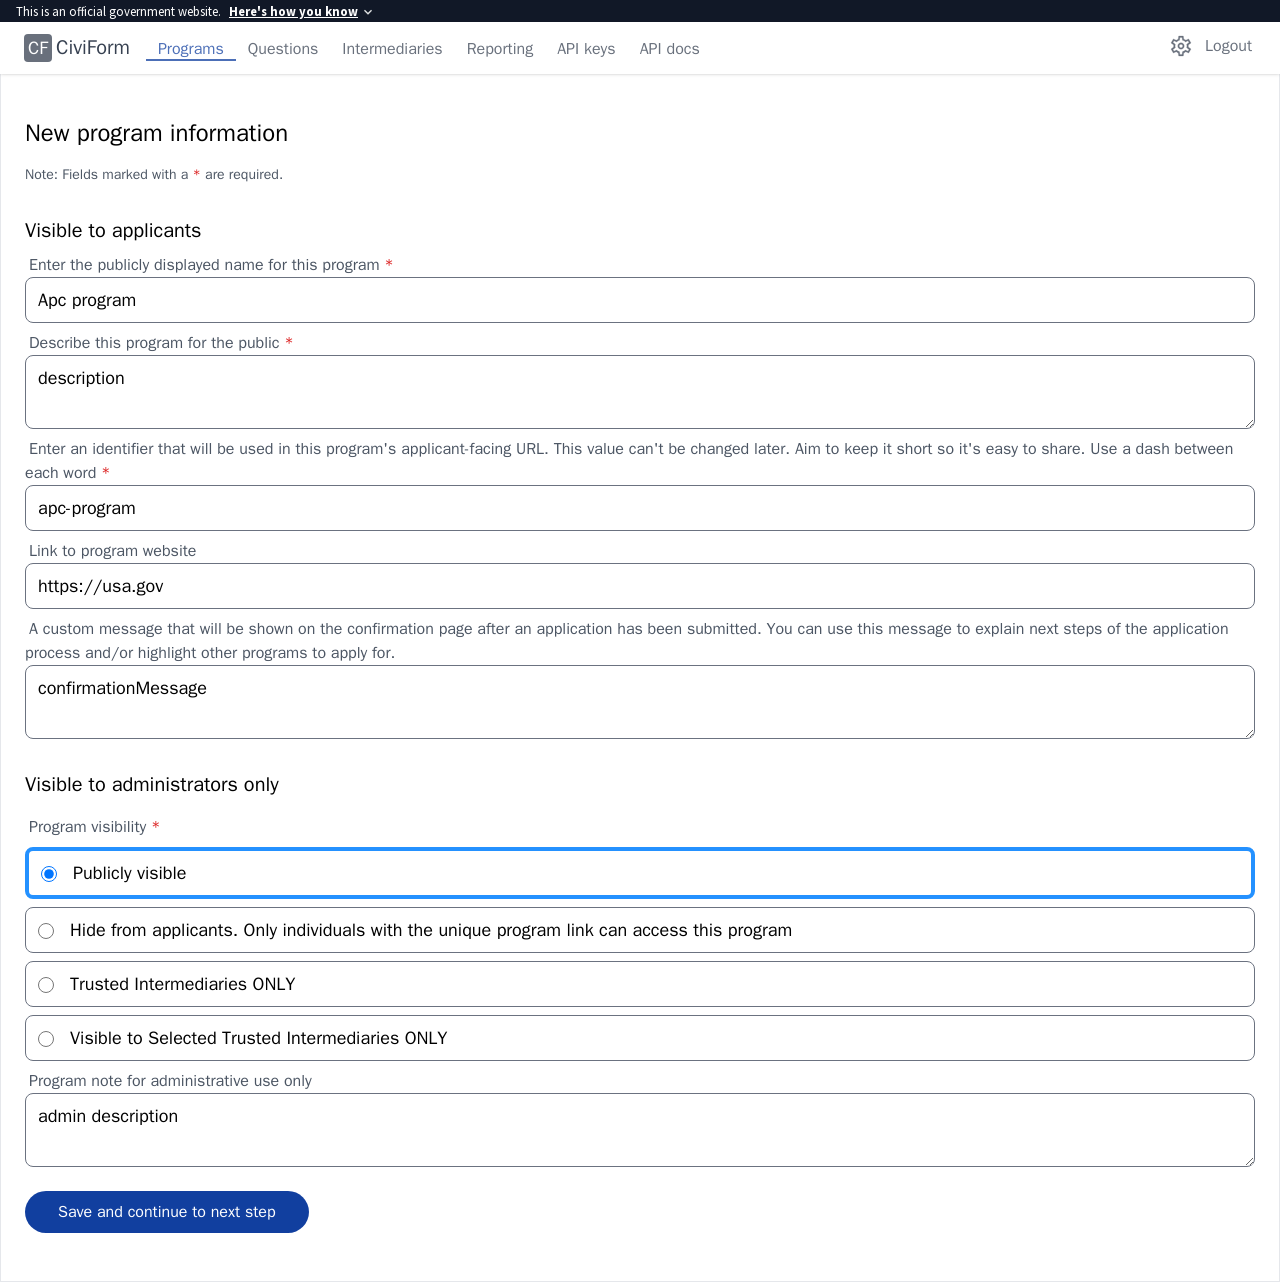 This is an official government website. Here's how you know
CF CiviForm Programs Questions Intermediaries Reporting API keys API docs Logout
New program information
Note: Fields marked with a * are required.
Visible to applicants
Enter the publicly displayed name for this program *
Apc program
Describe this program for the public *
description
Enter an identifier that will be used in this program's applicant-facing URL. This value can't be changed later. Aim to keep it short so it's easy to share. Use a dash between
each word *
apc-program
Link to program website
https://usa.gov
A custom message that will be shown on the confirmation page after an application has been submitted. You can use this message to explain next steps of the application
process and/or highlight other programs to apply for.
confirmationMessage
Visible to administrators only
Program visibility *
Publicly visible
Hide from applicants. Only individuals with the unique program link can access this program
Trusted Intermediaries ONLY
Visible to Selected Trusted Intermediaries ONLY
Program note for administrative use only
admin description
Save and continue to next step